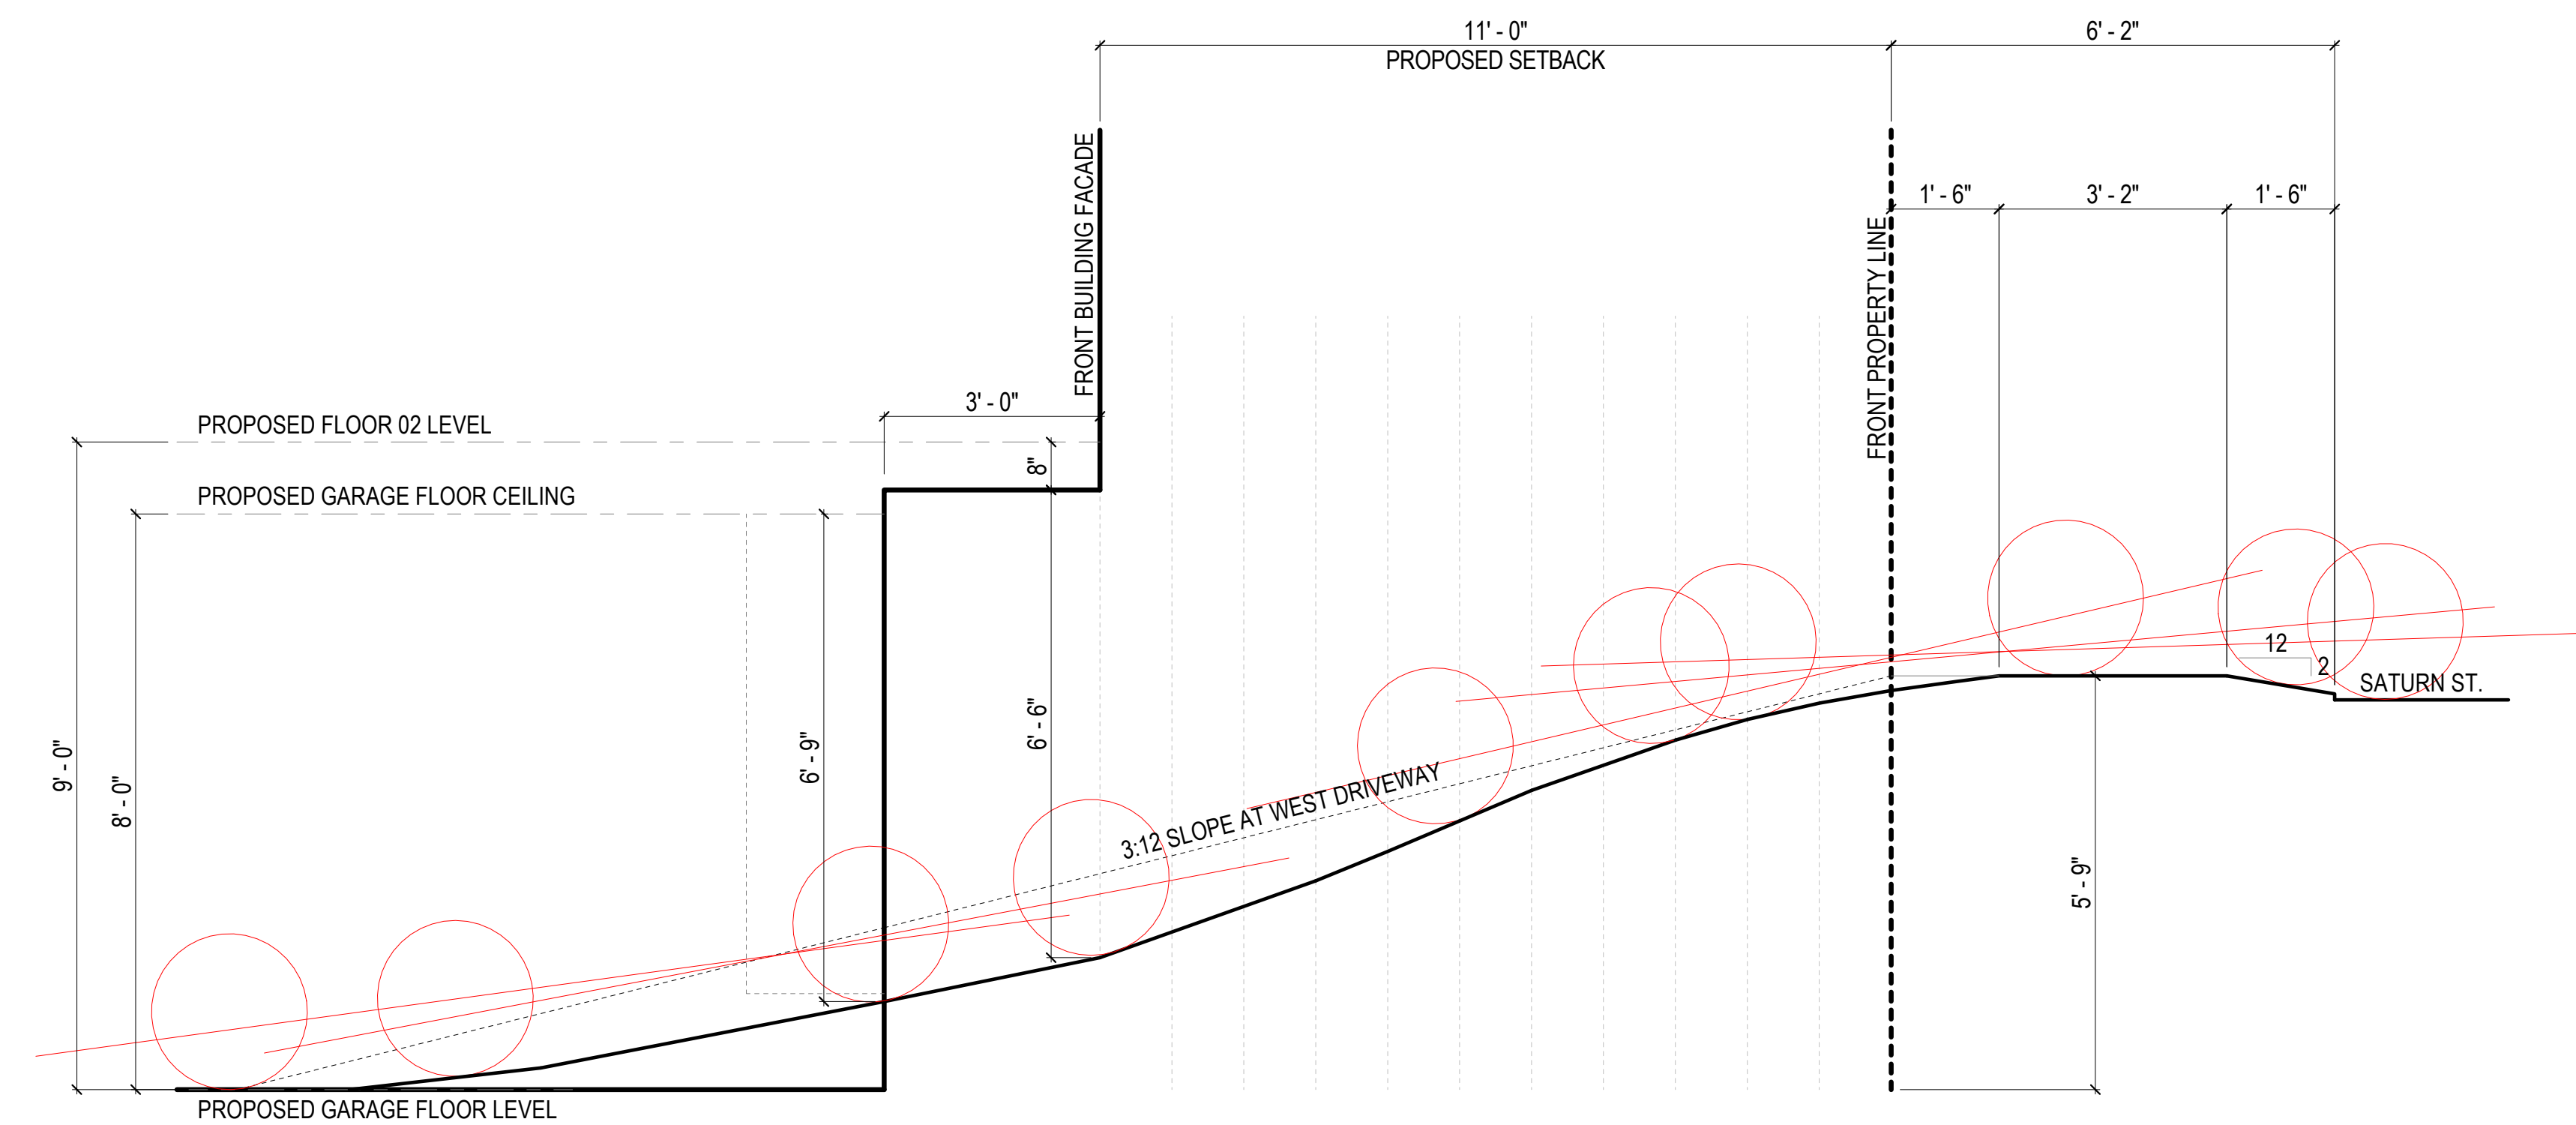 11' - 0"
6' - 2"
PROPOSED SETBACK
FRONT BUILDING FACADE
FRONT PROPERTY LINE
1' - 6"
3' - 2"
1' - 6"
3' - 0"
PROPOSED FLOOR 02 LEVEL
8"
PROPOSED GARAGE FLOOR CEILING
12
2
SATURN ST.
6' - 6"
6' - 9"
9' - 0"
8' - 0"
3:12 SLOPE AT WEST DRIVEWAY
5' - 9"
PROPOSED GARAGE FLOOR LEVEL